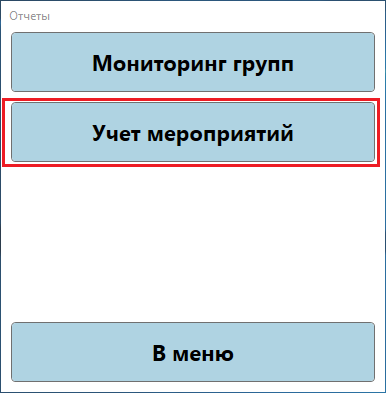 Отчеты
Мониторинг групп
Учет мероприятий
В меню